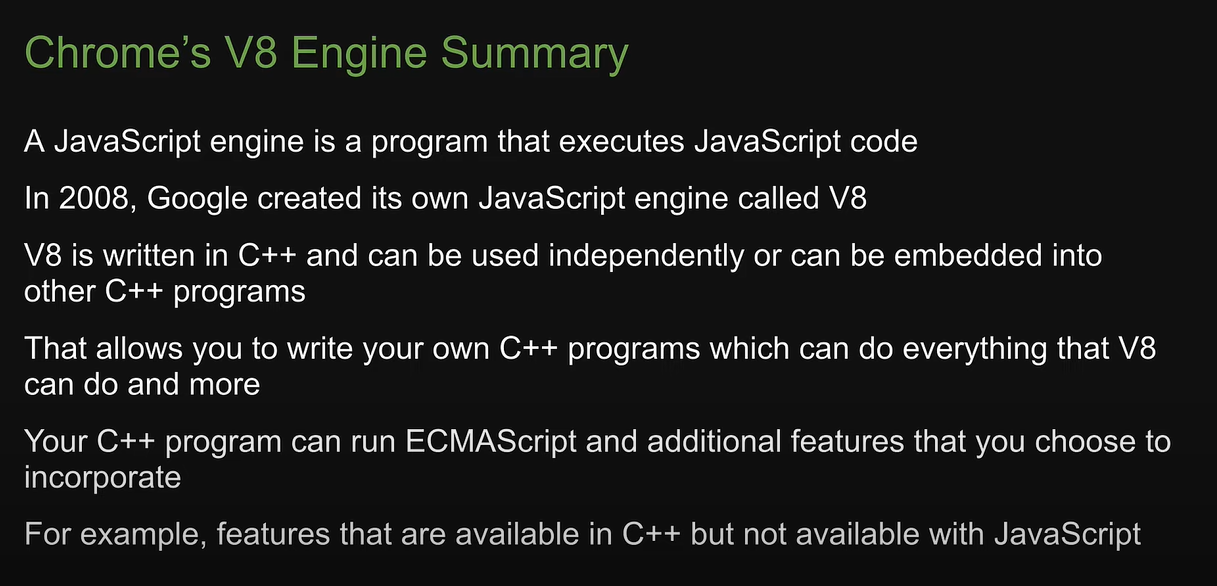 Chrome’s V8 Engine Summary
A JavaScript engine is a program that executes JavaScript code
In 2008, Google created its own JavaScript engine called V8
V8 is written in C++ and can be used independently or can be embedded into
other C++ programs
That allows you to write your own C++ programs which can do everything that V8
can do and more
Your C++ program can run ECMAScript and additional features that you choose to
incorporate
For example, features that are available in C++ but not available with JavaScript